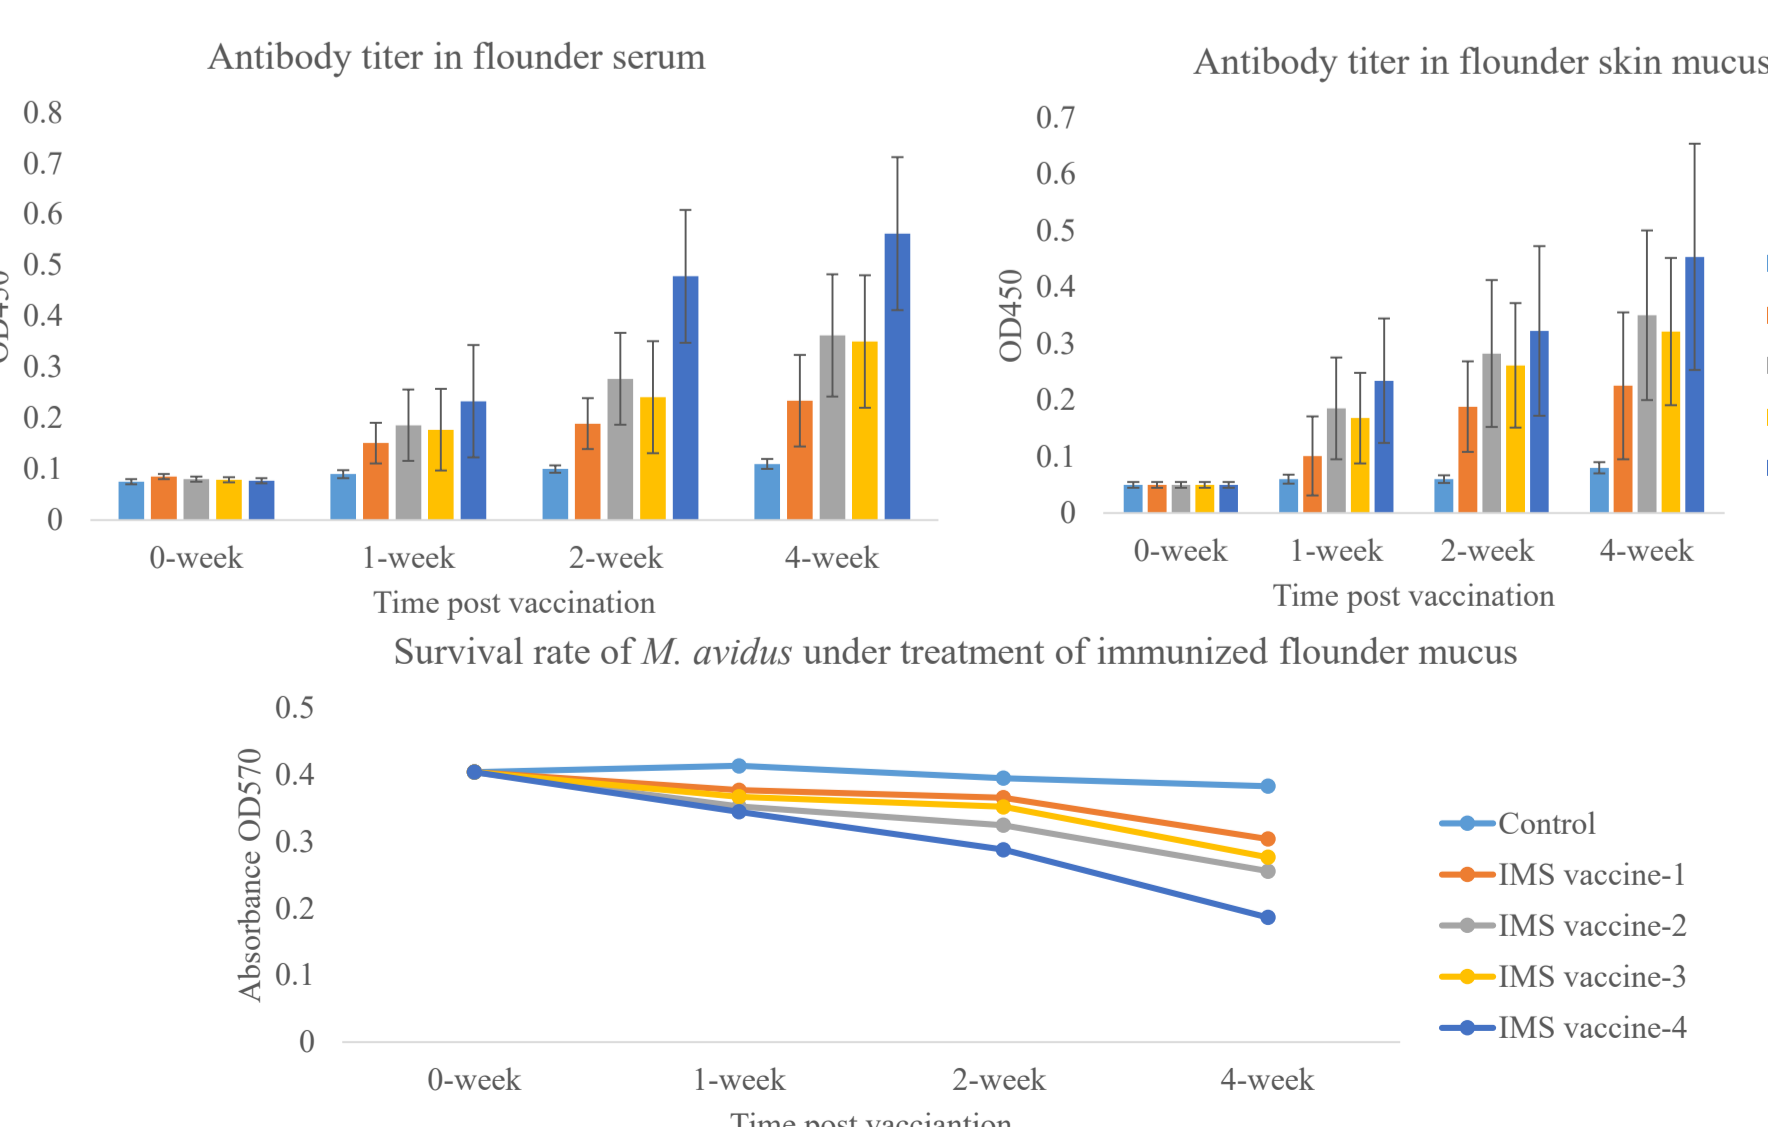 Antibody titer in flounder serum
0.8
0.7
0.6
0.5
0.4
0.3
0.2
0.1
0
0-week 1-week 2-week 4-week
Time post vaccination
Antibody titer in flounder skin mucus
0.7
0.6
0.5
0.4
0.3
0.2
0.1
0
OD450
0-week 1-week 2-week 4-week
Time post vaccination
Survival rate of M. avidus under treatment of immunized flounder mucus
0.5
0.4
0.3
0.2
0.1
0
Absorbance OD570
0-week 1-week 2-week 4-week
Time post vacciantion
Control
IMS vaccine-1
IMS vaccine-2
IMS vaccine-3
IMS vaccine-4